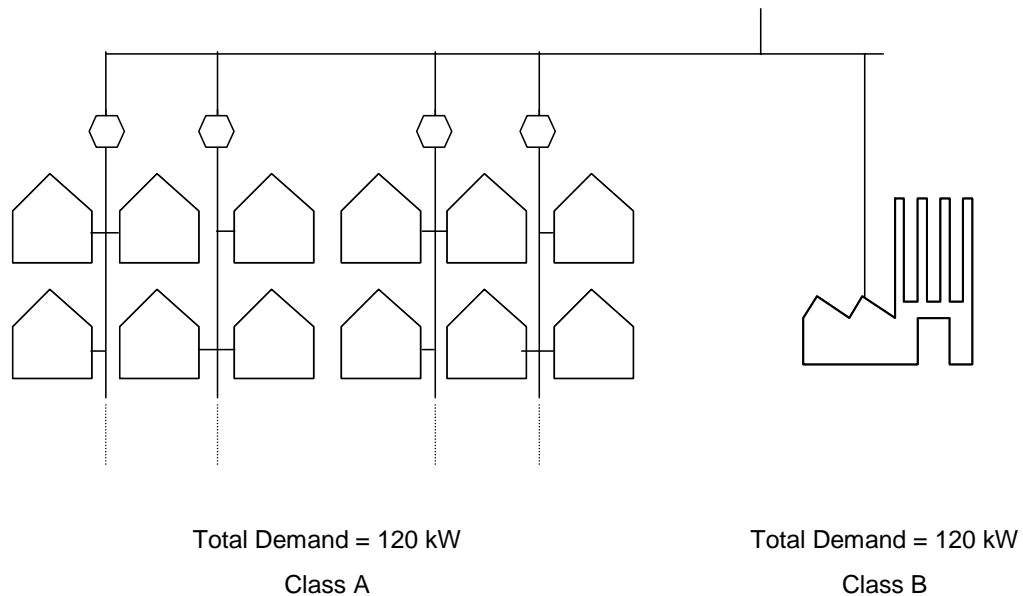 Total Demand = 120 kW
Class A
Total Demand = 120 kW
Class B